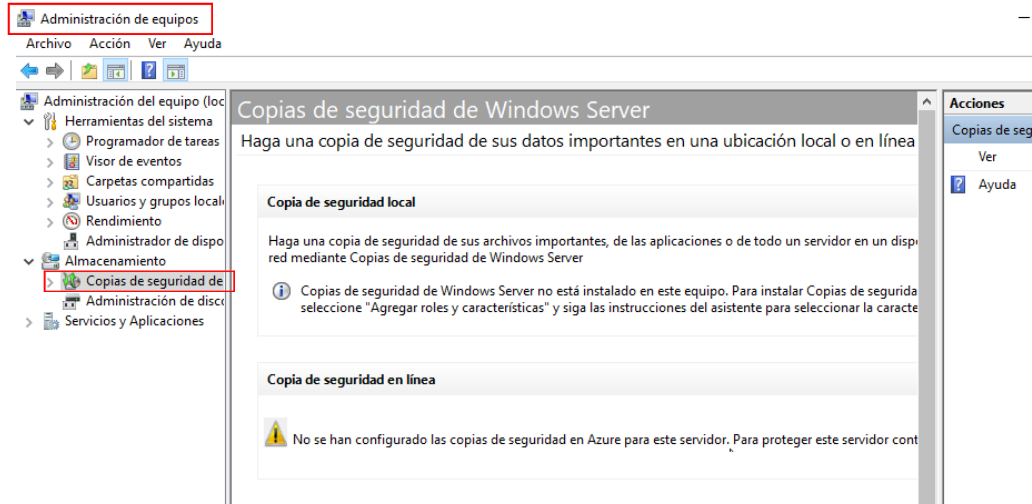 Administración de equipos
Archivo Acción Ver Ayuda
Administración del equipo (loc
Herramientas del sistema
Programador de tareas
Visor de eventos
Carpetas compartidas
Usuarios y grupos locale
Rendimiento
Administrador de dispo
Almacenamiento
Copias de seguridad de
Administración de disco
Servicios y Aplicaciones
Copias de seguridad de Windows Server
Haga una copia de seguridad de sus datos importantes en una ubicación local o en línea
Copia de seguridad local
Haga una copia de seguridad de sus archivos importantes, de las aplicaciones o de todo un servidor en un dispo
red mediante Copias de seguridad de Windows Server
Copias de seguridad de Windows Server no está instalado en este equipo. Para instalar Copias de segurida
seleccione "Agregar roles y características" y siga las instrucciones del asistente para seleccionar la caracte
Copia de seguridad en línea
No se han configurado las copias de seguridad en Azure para este servidor. Para proteger este servidor cont
Acciones
Copias de seg
Ver
Ayuda